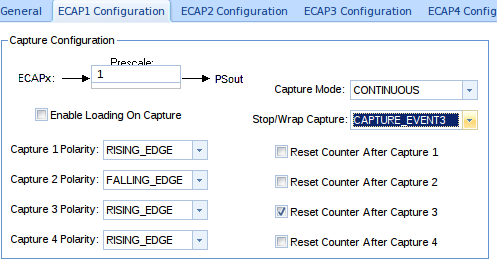 General ECAP1 Configuration ECAP2 Configuration ECAP3 Configuration ECAP4 Config
Capture Configuration
Prescale:
ECAPx: 1 PSout
Capture Mode: CONTINUOUS
Enable Loading On Capture
Stop/Wrap Capture: CAPTURE_EVENT3
Capture 1 Polarity: RISING_EDGE Reset Counter After Capture 1
Capture 2 Polarity: FALLING_EDGE Reset Counter After Capture 2
Capture 3 Polarity: RISING_EDGE Reset Counter After Capture 3
Capture 4 Polarity: RISING_EDGE Reset Counter After Capture 4